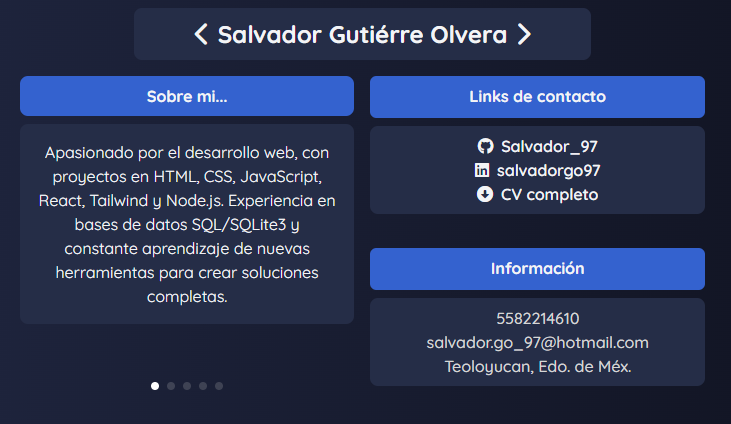 Salvador Gutiérre Olvera
Sobre mi...
Apasionado por el desarrollo web, con
proyectos en HTML, CSS, JavaScript,
React, Tailwind y Node.js. Experiencia en
bases de datos SQL/SQLite3 y
constante aprendizaje de nuevas
herramientas para crear soluciones
completas.
Links de contacto
Salvador_97
salvadorgo97
CV completo
Información
5582214610
salvador.go_97@hotmail.com
Teoloyucan, Edo. de Méx.